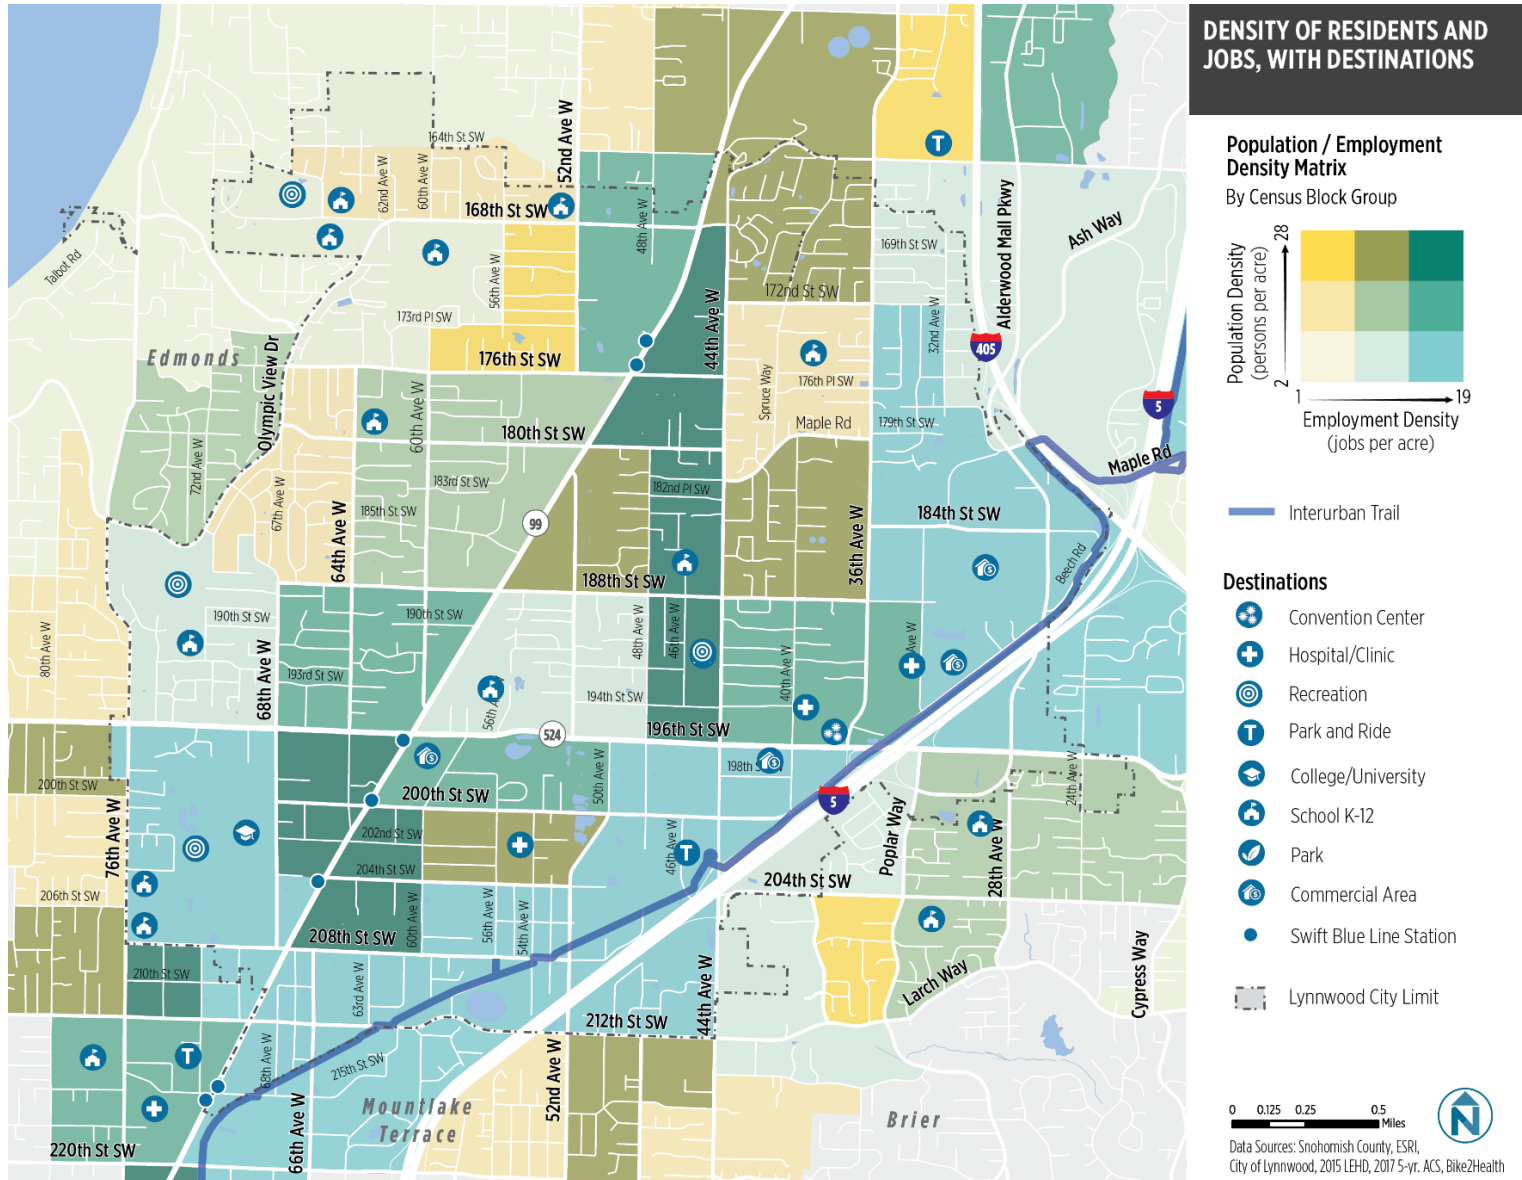 DENSITY OF RESIDENTS AND
JOBS, WITH DESTINATIONS
Population / Employment
Density Matrix
By Census Block Group
28
2
Population Density
(persons per acre)
1
19
Employment Density
(jobs per acre)
Interurban Trail
Destinations
Convention Center
Hospital/Clinic
Recreation
T Park and Ride
College/University
School K-12
Park
Commercial Area
Swift Blue Line Station
Lynnwood City Limit
0 0.125 0.25 0.5
Miles
N
Data Sources: Snohomish County, ESRI,
City of Lynnwood, 2015 LEHD, 2017 5-yr. ACS, Bike2Health
164th St SW
52nd Ave W
T
62nd Ave W
60th Ave W
168th St SW
48th Ave W
Alderwood Mall Pkwy
Ash Way
169th St SW
Talbot Rd
56th Ave W
172nd St SW
173rd Pl SW
44th Ave W
32nd Ave W
405
Edmonds
Olympic View Dr
176th St SW
Spruce Way
176th Pl SW
5
60th Ave W
180th St SW
Maple Rd
179th St SW
Maple Rd
72nd Ave W
183rd St SW
182nd Pl SW
67th Ave W
64th Ave W
185th St SW
99
36th Ave W
184th St SW
Beech Rd
188th St SW
190th St SW
190th St SW
80th Ave W
68th Ave W
48th Ave W
46th Ave W
Ave W
193rd St SW
40th Ave W
194th St SW
56th A
196th St SW
524
198th S
200th St SW
200th St SW
50th Ave W
24th Ave W
5
76th Ave W
202nd St SW
46th Ave W
T
Poplar Way
28th Ave W
204th St SW
204th St SW
206th St SW
60th Ave W
56th Ave W
54th Ave W
208th St SW
210th St SW
63rd Ave W
44th Ave W
Larch Way
Cypress Way
212th St SW
T
68th Ave W
215th St SW
52nd Ave W
66th Ave W
Mountlake
Terrace
Brier
220th St SW